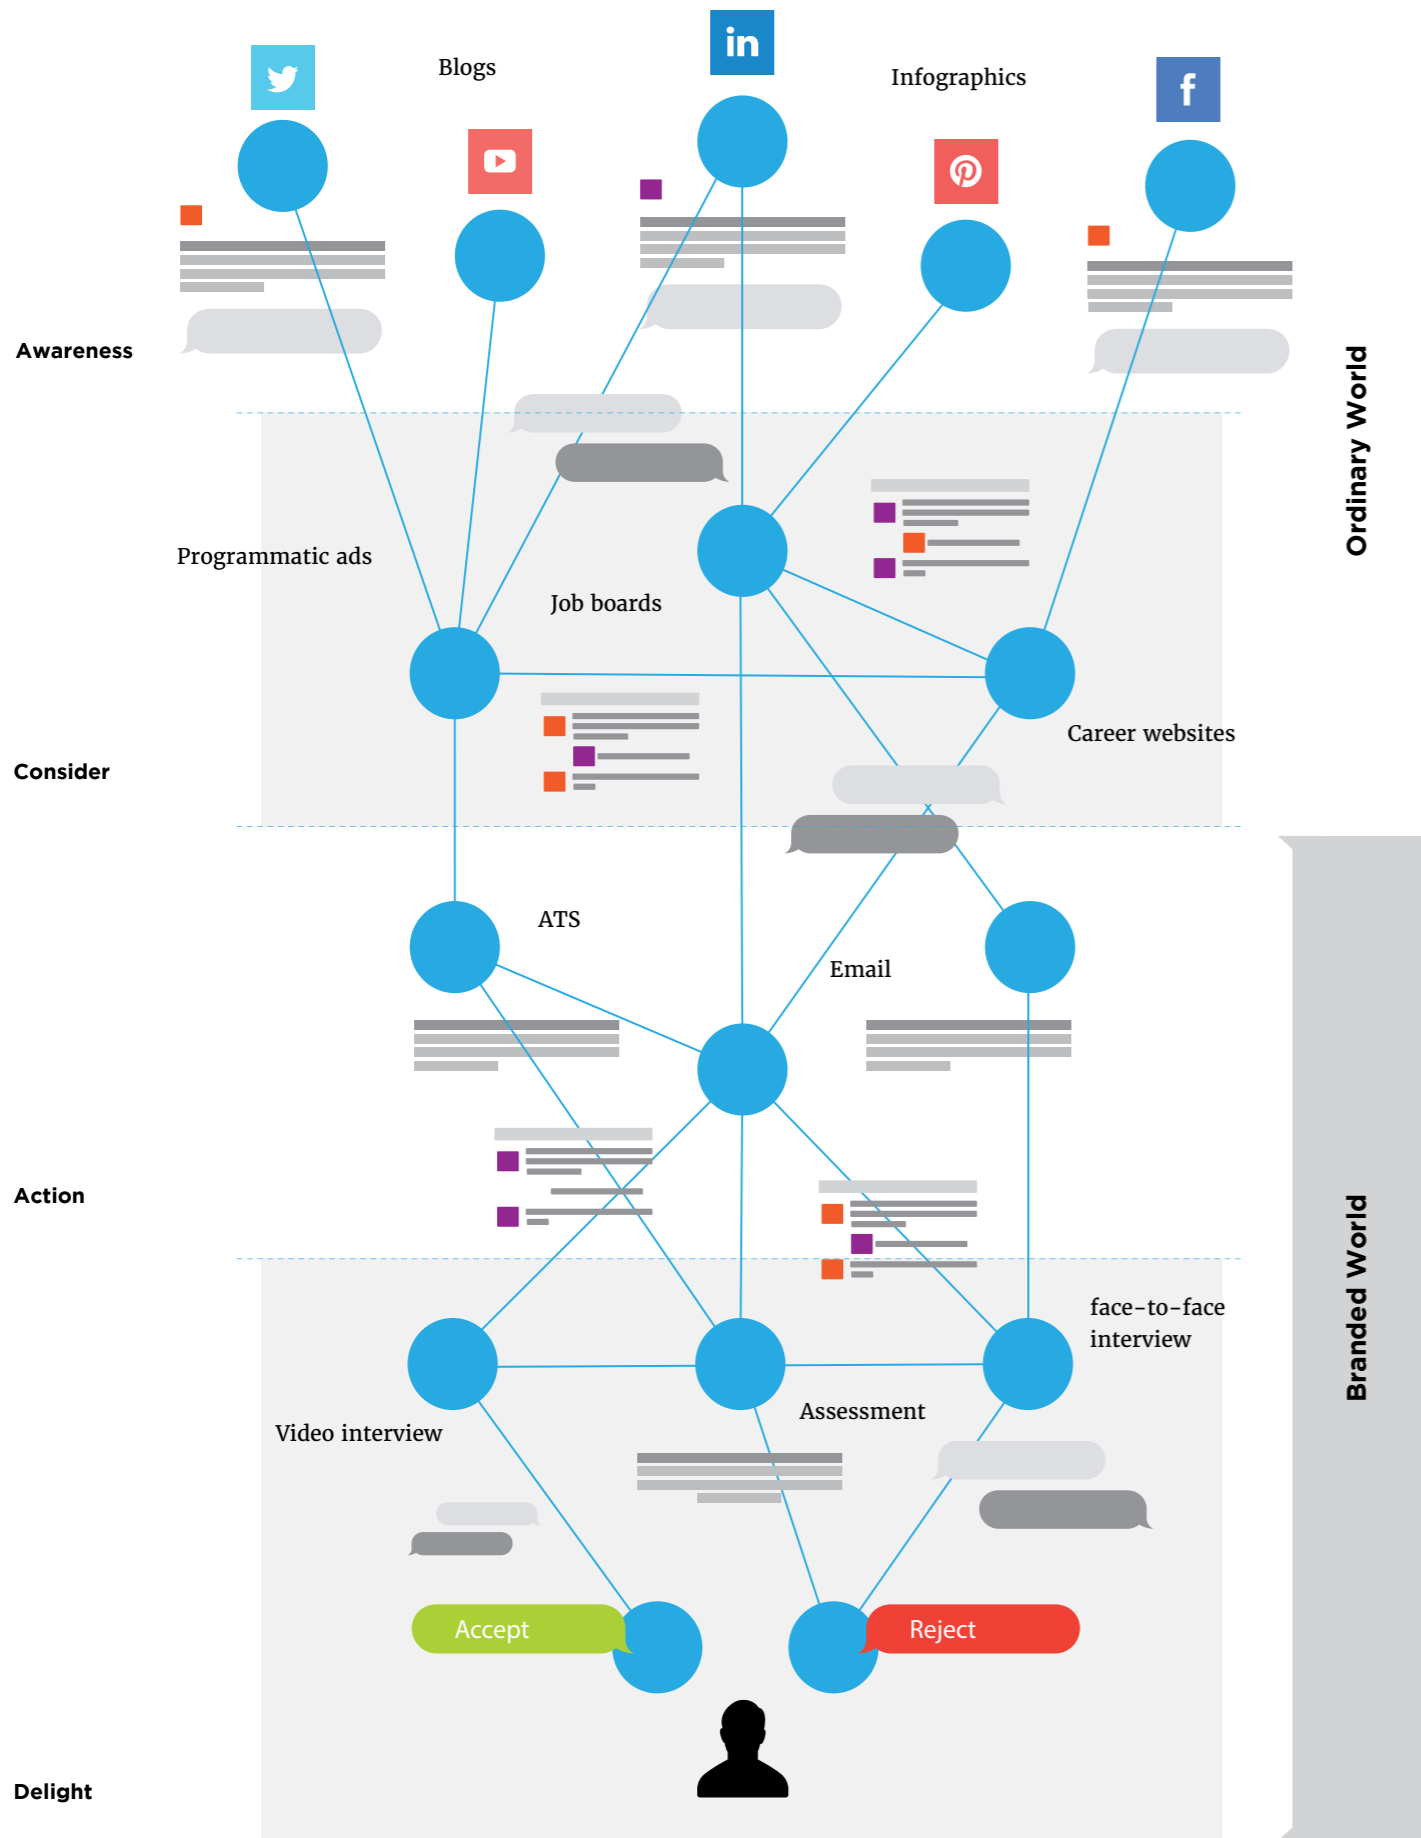 in
Blogs
Infographics
f
Awareness
Ordinary World
Programmatic ads
Job boards
Career websites
Consider
ATS
Email
Action
Branded World
face-to-face
interview
Assessment
Video interview
Accept
Reject
Delight